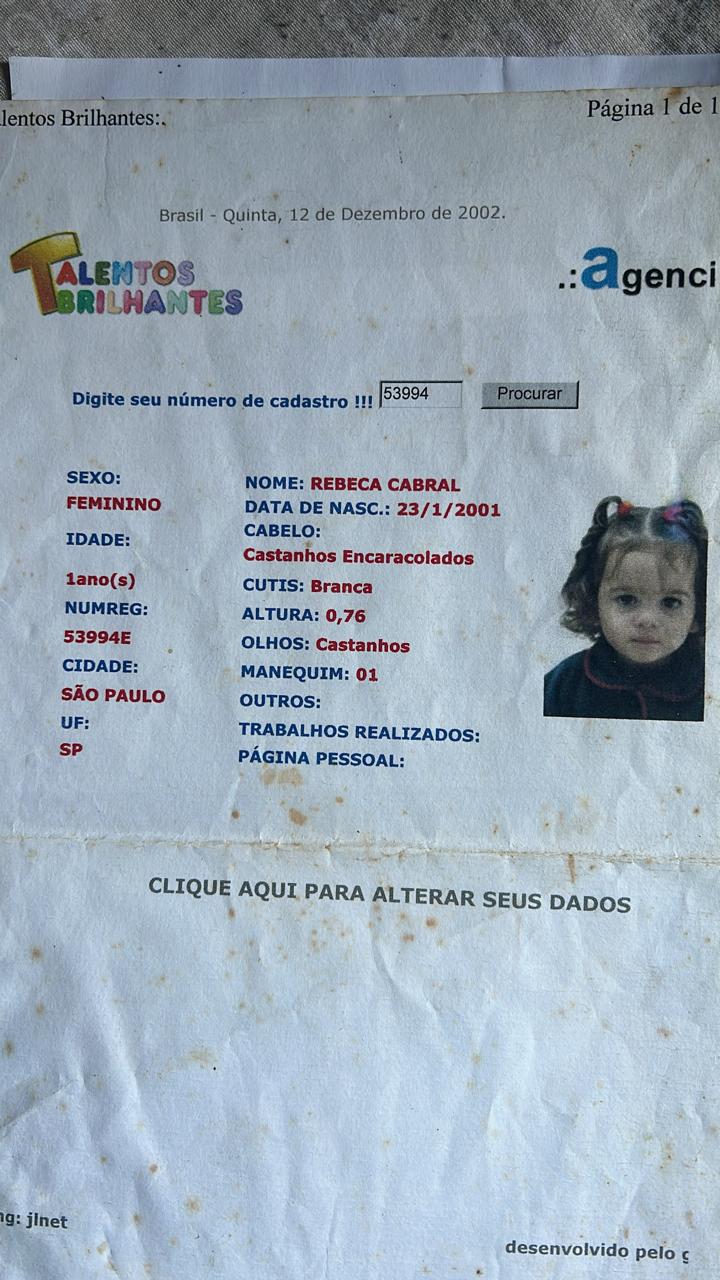 lentos Brilhantes:.
Página 1 de 1
Brasil - Quinta, 12 de Dezembro de 2002.
TALENTOS
BRILHANTES
.:agenci
Digite seu número de cadastro !!! 53994 Procurar
SEXO:
FEMININO
IDADE:
1ano(s)
NUMREG:
53994E
CIDADE:
SÃO PAULO
UF:
SP
NOME: REBECA CABRAL
DATA DE NASC.: 23/1/2001
CABELO:
Castanhos Encaracolados
CUTIS: Branca
ALTURA: 0,76
OLHOS: Castanhos
MANEQUIM: 01
OUTROS:
TRABALHOS REALIZADOS:
PÁGINA PESSOAL:
CLIQUE AQUI PARA ALTERAR SEUS DADOS
ng: jlnet
desenvolvido pelo g